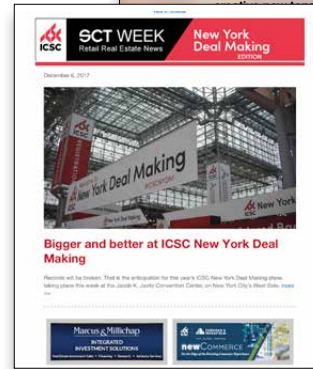 ICSC
SCT WEEK
Retail Real Estate News
New York
Deal Making
EDITION
December 6, 2017
New York Deal Making
New York
Bigger and better at ICSC New York Deal
Making
Records will be broken. That is the anticipation for this year's ICSC New York Deal Making show,
taking place this week at the Jacob K. Javits Convention Center, on New York City's West Side. more
Marcus & Millichap
INTEGRATED
INVESTMENT SOLUTIONS
newCOMMERCE